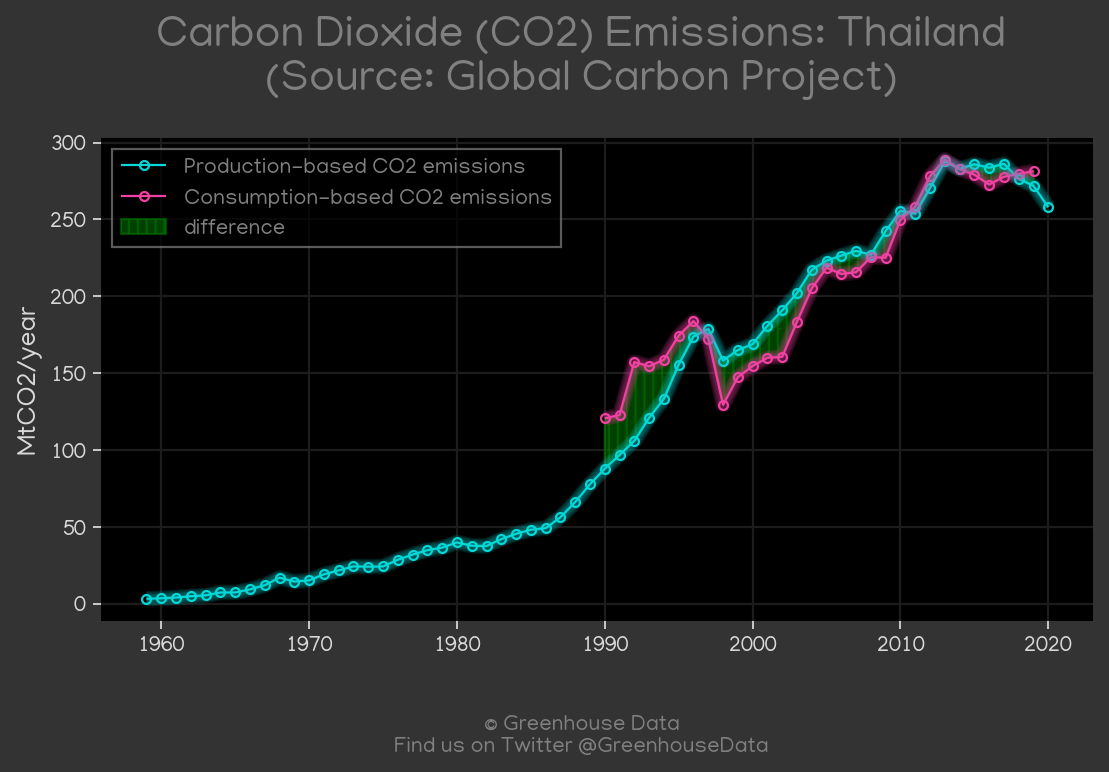 Carbon Dioxide (CO2) Emissions: Thailand
(Source: Global Carbon Project)
300
250
200
150
100
50
0
MtCO2/year
Production-based CO2 emissions
Consumption-based CO2 emissions
difference
1960 1970 1980 1990 2000 2010 2020
© Greenhouse Data
Find us on Twitter @GreenhouseData